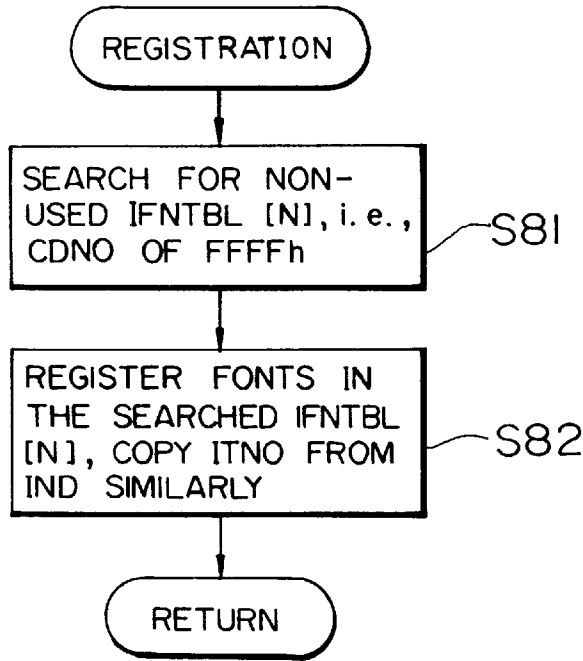 REGISTRATION
SEARCH FOR NON-
USED IFNTBL [N], i.e.,
CDNO OF FFFFh
S81
REGISTER FONTS IN
THE SEARCHED IFNTBL
[N], COPY ITNO FROM
IND SIMILARLY
S82
RETURN